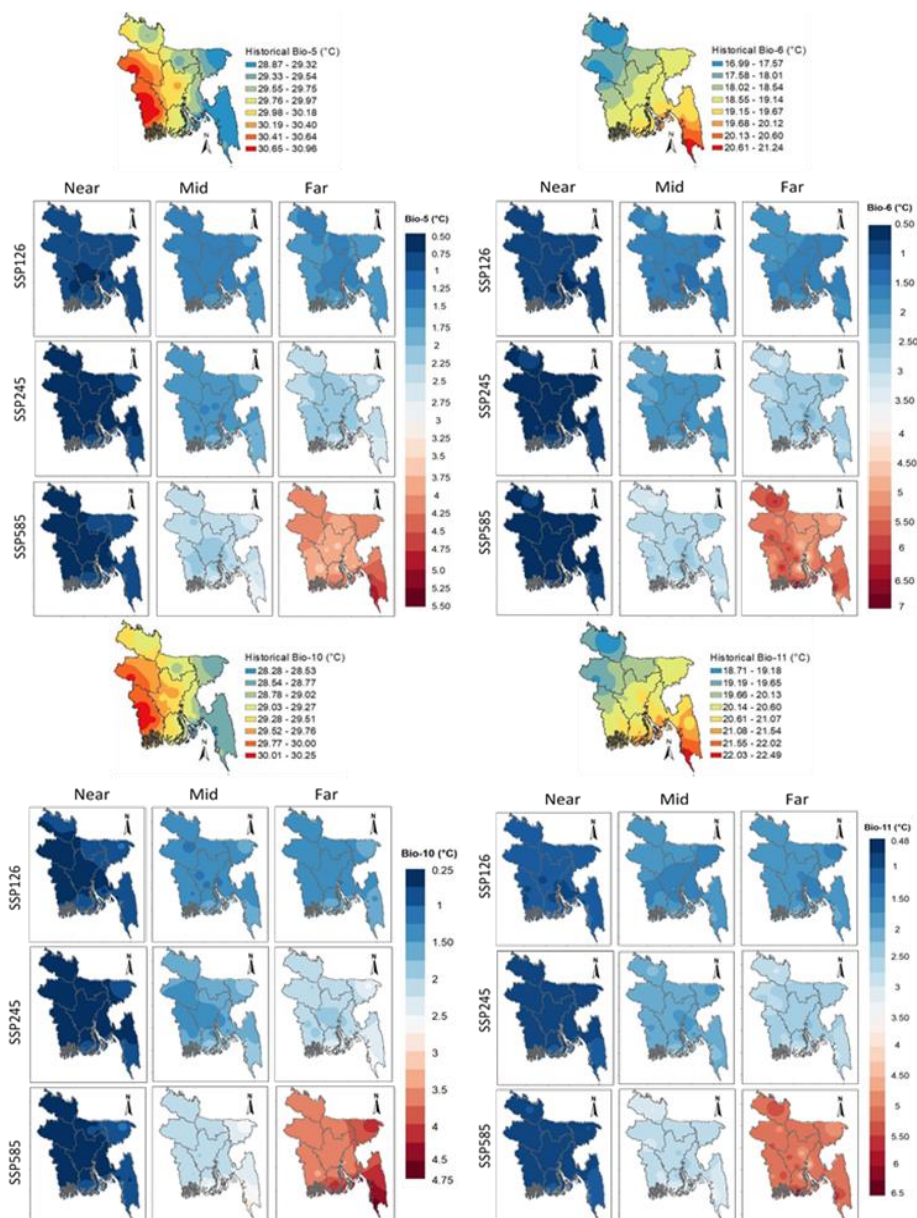 Historical Bio-5 (°C)
28.87 - 29.32
29.33 - 29.54
29.55 - 29.75
29.76 - 29.97
29.98 - 30.18
30.19 - 30.40
30.41 - 30.64
30.65 - 30.96
N
Historical Bio-6 (°C)
16.99 - 17.57
17.58 - 18.01
18.02 - 18.54
18.55 - 19.14
19.15 - 19.67
19.68 - 20.12
20.13 - 20.60
20.61 - 21.24
N
Near Mid Far
SSP126
N N N
SSP245
N N N
SSP585
N N N
Bio-5 (°C)
0.50
0.75
1
1.25
1.50
1.75
2
2.25
2.50
2.75
3
3.25
3.50
3.75
4
4.25
4.50
4.75
5
5.25
5.50
Near Mid Far
SSP126
N N N
SSP245
N N N
SSP585
N N N
Bio-6 (°C)
0.50
1
1.50
2
2.50
3
3.50
4
4.50
5
5.50
6
6.50
7
Historical Bio-10 (°C)
28.28 - 28.53
28.54 - 28.77
28.78 - 29.02
29.03 - 29.27
29.28 - 29.51
29.52 - 29.76
29.77 - 30.00
30.01 - 30.25
N
Historical Bio-11 (°C)
18.71 - 19.18
19.19 - 19.65
19.66 - 20.13
20.14 - 20.60
20.61 - 21.07
21.08 - 21.54
21.55 - 22.02
22.03 - 22.49
N
Near Mid Far
SSP126
N N N
SSP245
N N N
SSP585
N N N
Bio-10 (°C)
0.25
1
1.50
2
2.50
3
3.5
4
4.50
4.75
Near Mid Far
SSP126
N N N
SSP245
N N N
SSP585
N N N
Bio-11 (°C)
0.48
1
1.50
2
2.5
3
3.50
4
4.50
5
5.50
6
6.5